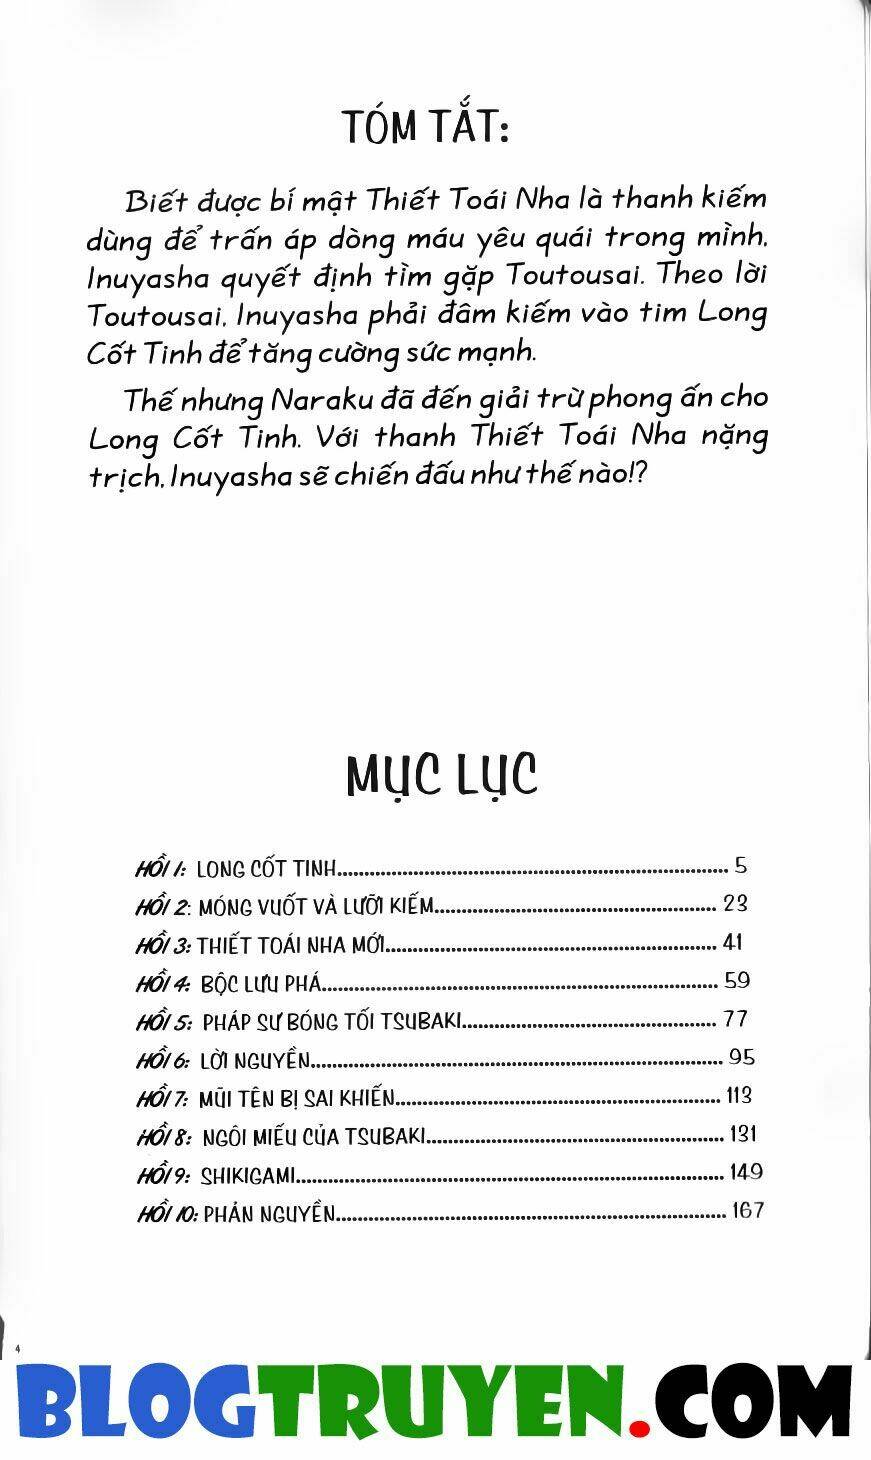 TÓM TẮT:
Biết được bí mật Thiết Toái Nha là thanh kiếm
dùng để trấn áp dòng máu yêu quái trong mình,
Inuyasha quyết định tìm gặp Toutousai. Theo lời
Toutousai, Inuyasha phải đâm kiếm vào tim Long
Cốt Tinh để tăng cường sức mạnh.
Thế nhưng Naraku đã đến giải trừ phong ấn cho
Long Cốt Tinh. Với thanh Thiết Toái Nha nặng
trịch, Inuyasha sẽ chiến đấu như thế nào!?
MỤC LỤC
HỒI 1: LONG CỐT TINH........................................................................ 5
HỒI 2: MÓNG VUỐT VÀ LƯỠI KIẾM.................................................... 23
HỒI 3: THIẾT TOÁI NHA MỚI............................................................. 41
HỒI 4: BỘC LƯU PHÁ......................................................................... 59
HỒI 5: PHÁP SƯ BÓNG TỐI TSUBAKI............................................... 77
HỒI 6: LỜI NGUYỀN............................................................................ 95
HỒI 7: MŨI TÊN BỊ SAI KHIẾN............................................................ 113
HỒI 8: NGÔI MIẾU CỦA TSUBAKI....................................................... 131
HỒI 9: SHIKIGAMI............................................................................... 149
HỒI 10: PHẢN NGUYỀN........................................................................ 167
4
BLOGTRUYEN.COM